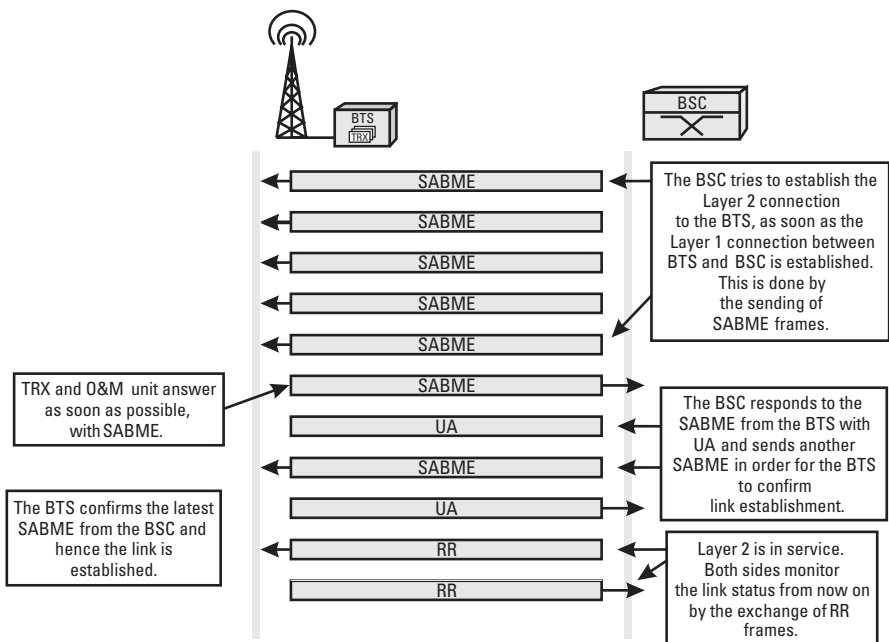 BTS
TRX
BSC
SABME
The BSC tries to establish the
Layer 2 connection
to the BTS, as soon as the
Layer 1 connection between
BTS and BSC is established.
This is done by
the sending of
SABME frames.
SABME
SABME
SABME
SABME
TRX and O&M unit answer
as soon as possible,
with SABME.
SABME
UA
The BSC responds to the
SABME from the BTS with
UA and sends another
SABME in order for the BTS
to confirm
link establishment.
SABME
The BTS confirms the latest
SABME from the BSC and
hence the link is
established.
UA
RR
Layer 2 is in service.
Both sides monitor
the link status from now on
by the exchange of RR
frames.
RR